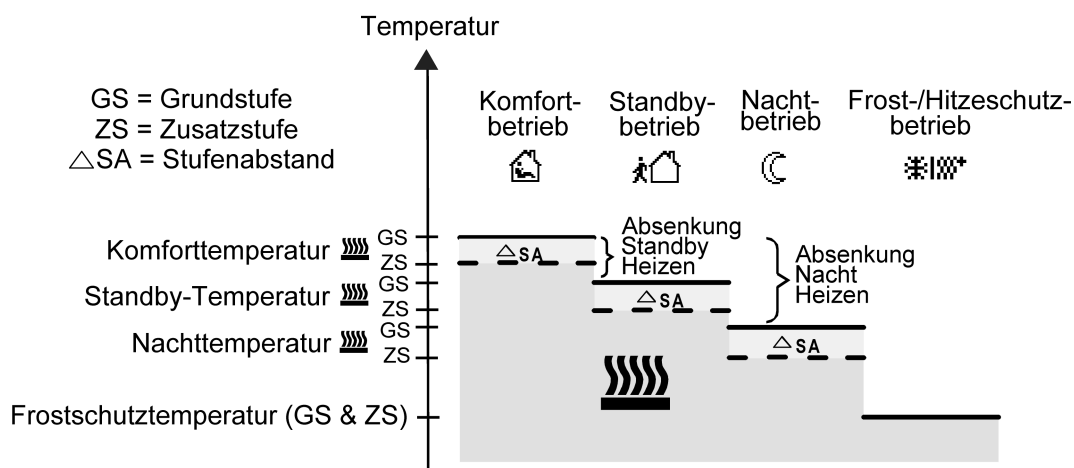 Temperatur
GS = Grundstufe
ZS = Zusatzstufe
△SA = Stufenabstand
Komfort-
betrieb
Standby-
betrieb
Nacht-
betrieb
Frost-/Hitzeschutz-
betrieb
Komforttemperatur
GS
ZS
△SA
Absenkung
Standby
Heizen
Absenkung
Nacht
Heizen
Standby-Temperatur
GS
ZS
△SA
Nachttemperatur
GS
ZS
△SA
Frostschutztemperatur (GS & ZS)